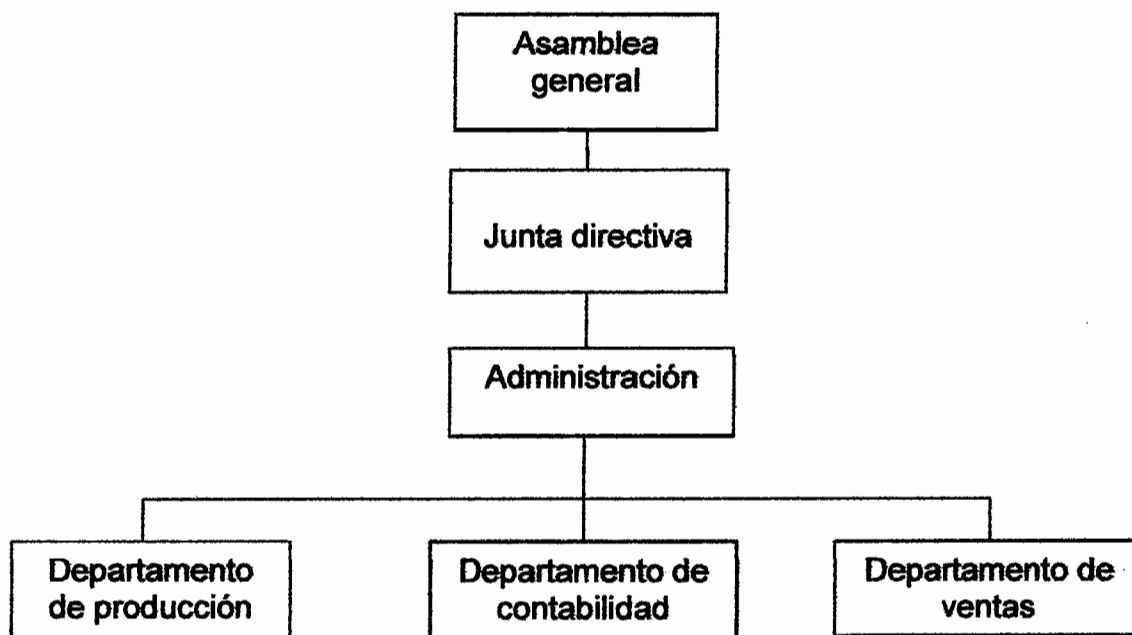 Asamblea
general
Junta directiva
Administración
Departamento
de producción
Departamento de
contabilidad
Departamento de
ventas